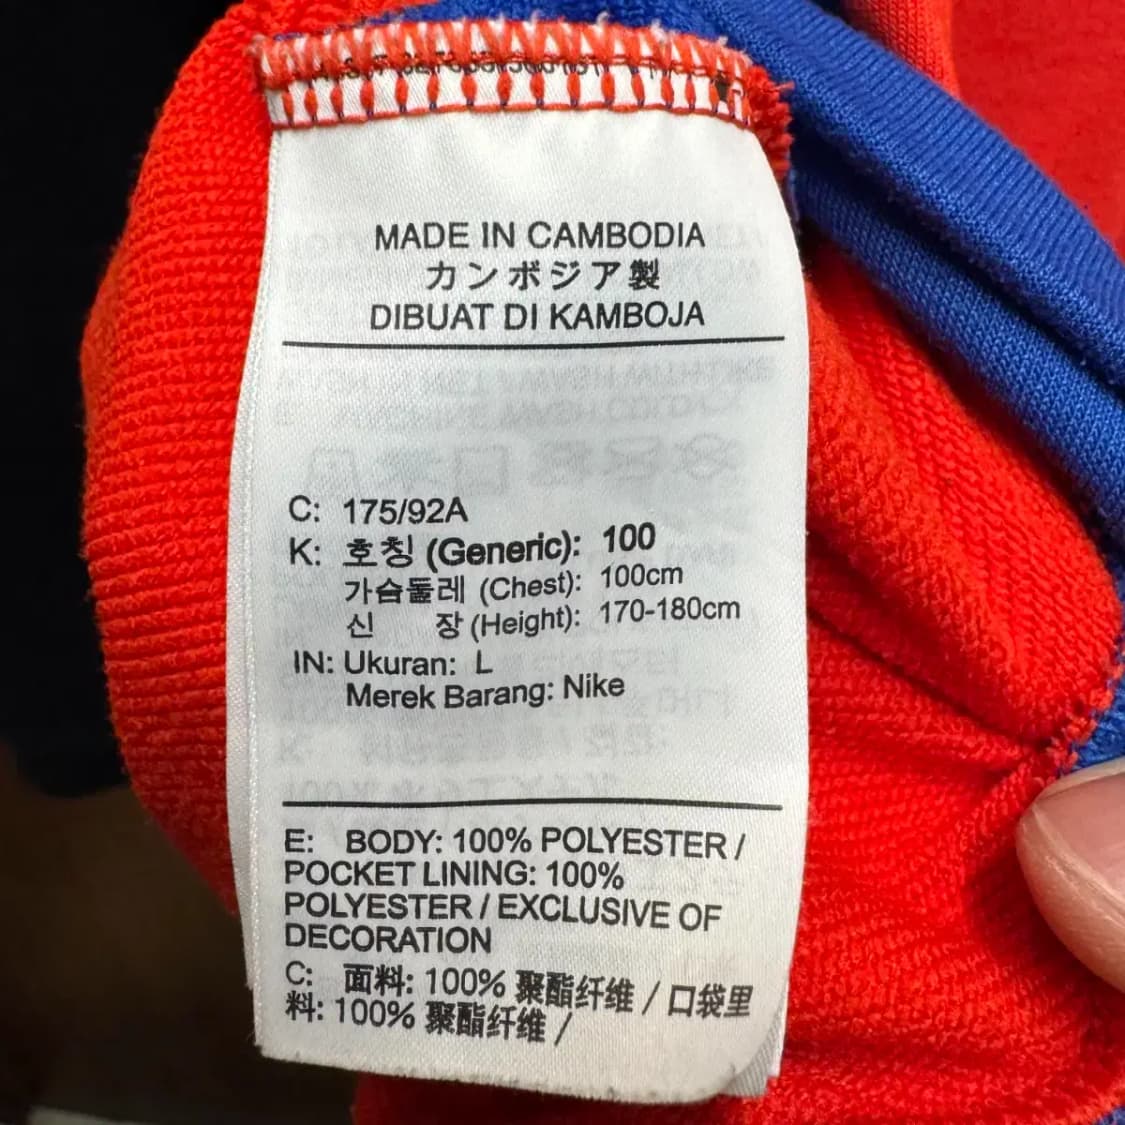 MADE IN CAMBODIA
カンボジア製
DIBUAT DI KAMBOJA
C: 175/92A
K: 호칭 (Generic): 100
가슴둘레 (Chest): 100cm
신 장 (Height): 170-180cm
IN: Ukuran: L
Merek Barang: Nike
E: BODY: 100% POLYESTER /
POCKET LINING: 100%
POLYESTER / EXCLUSIVE OF
DECORATION
C: 面料: 100% 聚酯纤维 / 口袋里
料: 100% 聚酯纤维 /